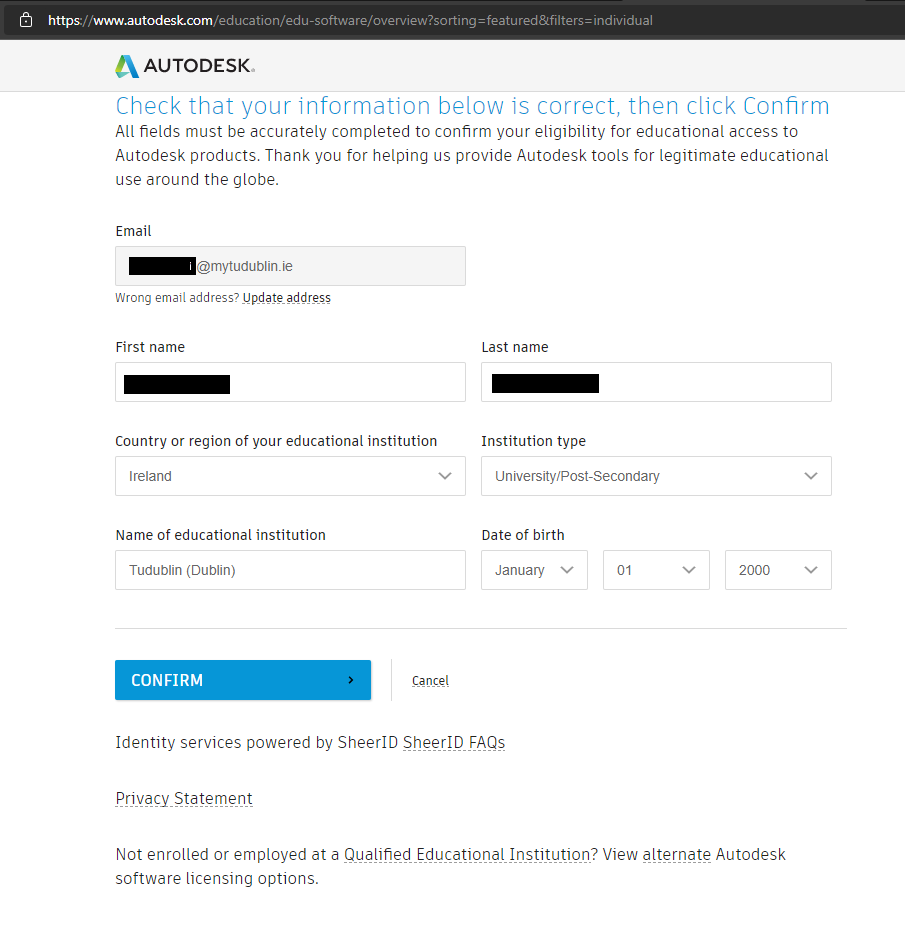 https://www.autodesk.com/education/edu-software/overview?sorting=featured&filters=individual
AUTODESK.
Check that your information below is correct, then click Confirm
All fields must be accurately completed to confirm your eligibility for educational access to
Autodesk products. Thank you for helping us provide Autodesk tools for legitimate educational
use around the globe.
Email
i@mytudublin.ie
Wrong email address? Update address
First name
Last name
Country or region of your educational institution
Institution type
Ireland
University/Post-Secondary
Name of educational institution
Date of birth
Tudublin (Dublin)
January
01
2000
CONFIRM
Cancel
Identity services powered by SheerID SheerID FAQs
Privacy Statement
Not enrolled or employed at a Qualified Educational Institution? View alternate Autodesk
software licensing options.